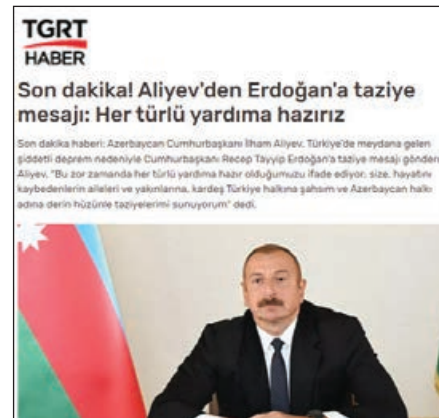 TGRT
HABER
Son dakika! Aliyev'den Erdoğan'a taziye
mesajı: Her türlü yardıma hazırız
Son dakika haberi: Azerbaycan Cumhurbaşkanı İlham Aliyev, Türkiye'de meydana gelen
şiddetli deprem nedeniyle Cumhurbaşkanı Recep Tayyip Erdoğan'a taziye mesajı gönder
Aliyev, "Bu zor zamanda her türlü yardıma hazır olduğumuzu ifade ediyor, size, hayatını
kaybedenlerin aileleri ve yakınlarına, kardeş Türkiye halkına şahsım ve Azerbaycan halkı
adına derin hüzünle taziyelerimi sunuyorum" dedi.